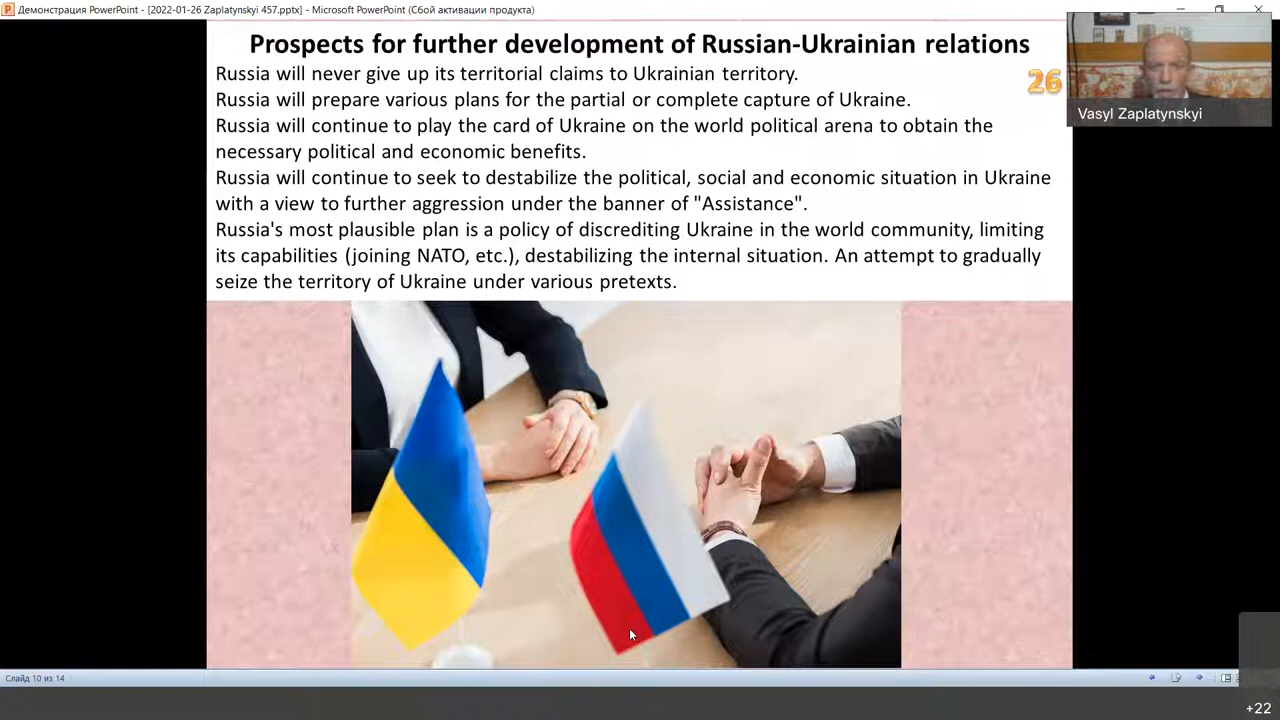 Демонстрация PowerPoint - [2022-01-26 Zaplatynskyi 457.pptx] - Microsoft PowerPoint (Сбой активации продукта)
Prospects for further development of Russian-Ukrainian relations
26
Vasyl Zaplatynskyi
Russia will never give up its territorial claims to Ukrainian territory.
Russia will prepare various plans for the partial or complete capture of Ukraine.
Russia will continue to play the card of Ukraine on the world political arena to obtain the
necessary political and economic benefits.
Russia will continue to seek to destabilize the political, social and economic situation in Ukraine
with a view to further aggression under the banner of "Assistance".
Russia's most plausible plan is a policy of discrediting Ukraine in the world community, limiting
its capabilities (joining NATO, etc.), destabilizing the internal situation. An attempt to gradually
seize the territory of Ukraine under various pretexts.
Слайд 10 из 14
+22